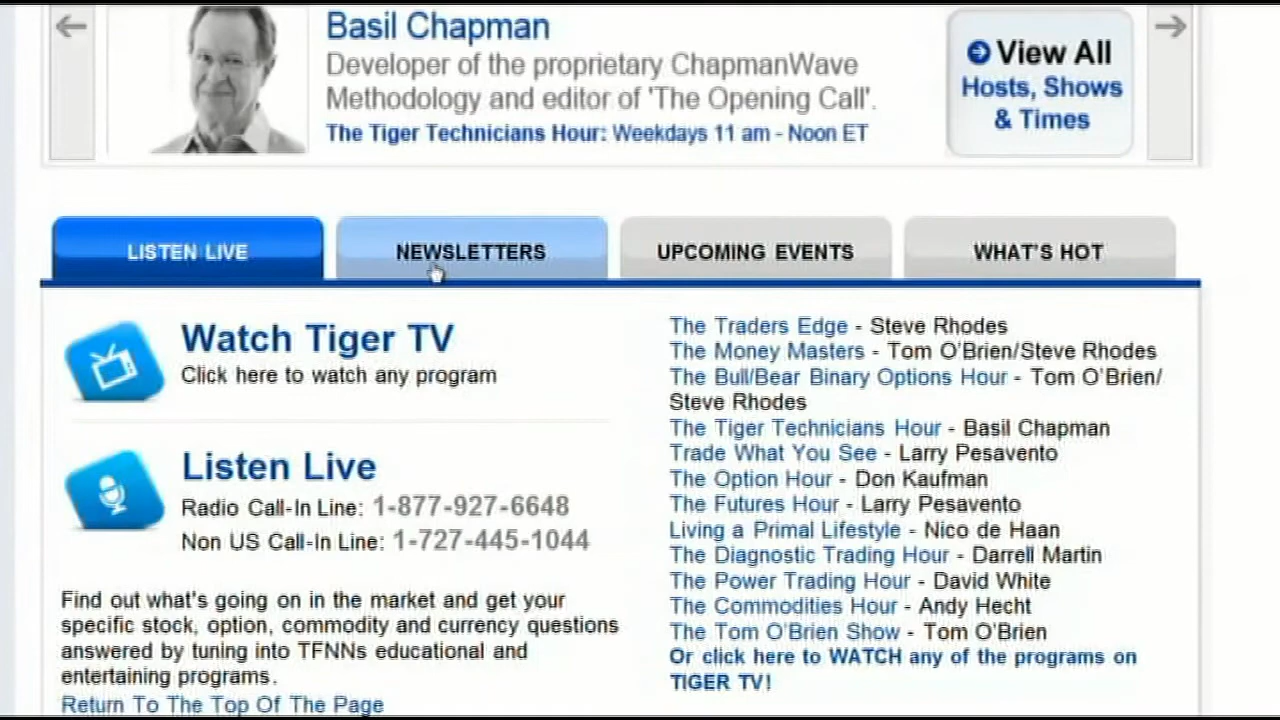 Basil Chapman
Developer of the proprietary ChapmanWave
Methodology and editor of 'The Opening Call'.
The Tiger Technicians Hour: Weekdays 11 am - Noon ET
View All
Hosts, Shows
& Times
LISTEN LIVE
NEWSLETTERS
UPCOMING EVENTS
WHAT'S HOT
Watch Tiger TV
Click here to watch any program
Listen Live
Radio Call-In Line: 1-877-927-6648
Non US Call-In Line: 1-727-445-1044
Find out what's going on in the market and get your
specific stock, option, commodity and currency questions
answered by tuning into TFNNs educational and
entertaining programs.
Return To The Top Of The Page
The Traders Edge - Steve Rhodes
The Money Masters - Tom O'Brien/Steve Rhodes
The Bull/Bear Binary Options Hour - Tom O'Brien/
Steve Rhodes
The Tiger Technicians Hour - Basil Chapman
Trade What You See - Larry Pesavento
The Option Hour - Don Kaufman
The Futures Hour - Larry Pesavento
Living a Primal Lifestyle - Nico de Haan
The Diagnostic Trading Hour - Darrell Martin
The Power Trading Hour - David White
The Commodities Hour - Andy Hecht
The Tom O'Brien Show - Tom O'Brien
Or click here to WATCH any of the programs on
TIGER TV!